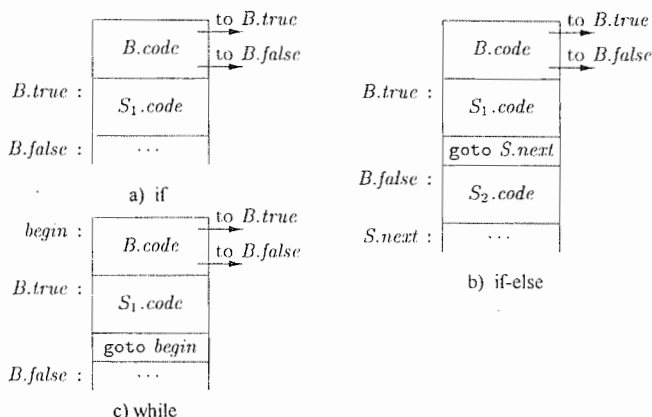 to B.true
B.code
to B.false
B.true :
S₁.code
B.false :
...
a) if
to B.true
begin :
B.code
to B.false
B.true :
S₁.code
goto begin
B.false :
...
c) while
to B.true
B.code
to B.false
B.true :
S₁.code
goto S.next
B.false :
S₂.code
S.next :
...
b) if-else